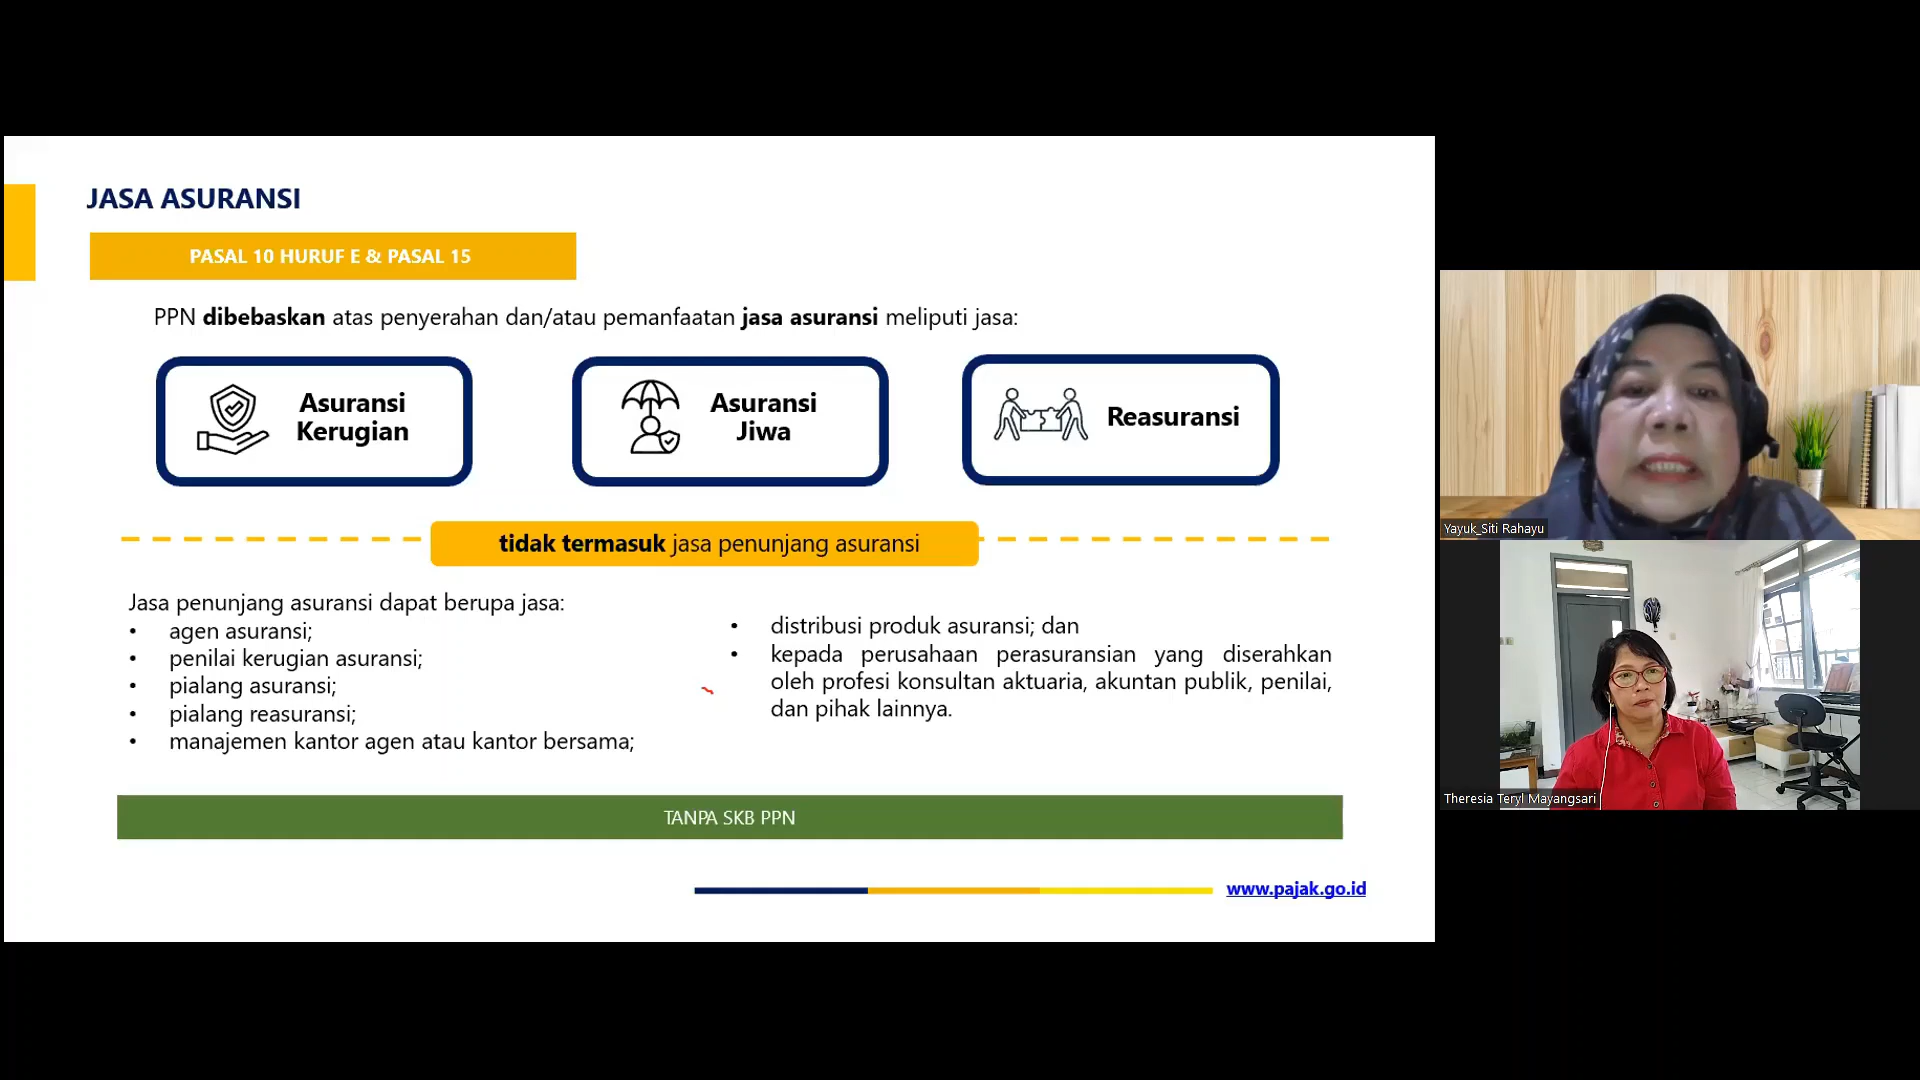 JASA ASURANSI
PASAL 10 HURUF E & PASAL 15
PPN dibebaskan atas penyerahan dan/atau pemanfaatan jasa asuransi meliputi jasa:
Asuransi
Kerugian
Asuransi
Jiwa
Reasuransi
tidak termasuk jasa penunjang asuransi
Jasa penunjang asuransi dapat berupa jasa:
• agen asuransi;
• penilai kerugian asuransi;
• pialang asuransi;
• pialang reasuransi;
• manajemen kantor agen atau kantor bersama;
• distribusi produk asuransi; dan
• kepada perusahaan perasuransian yang diserahkan
oleh profesi konsultan aktuaria, akuntan publik, penilai,
dan pihak lainnya.
TANPA SKB PPN
www.pajak.go.id
Yayuk_Siti Rahayu
Theresia Teryl Mayangsari